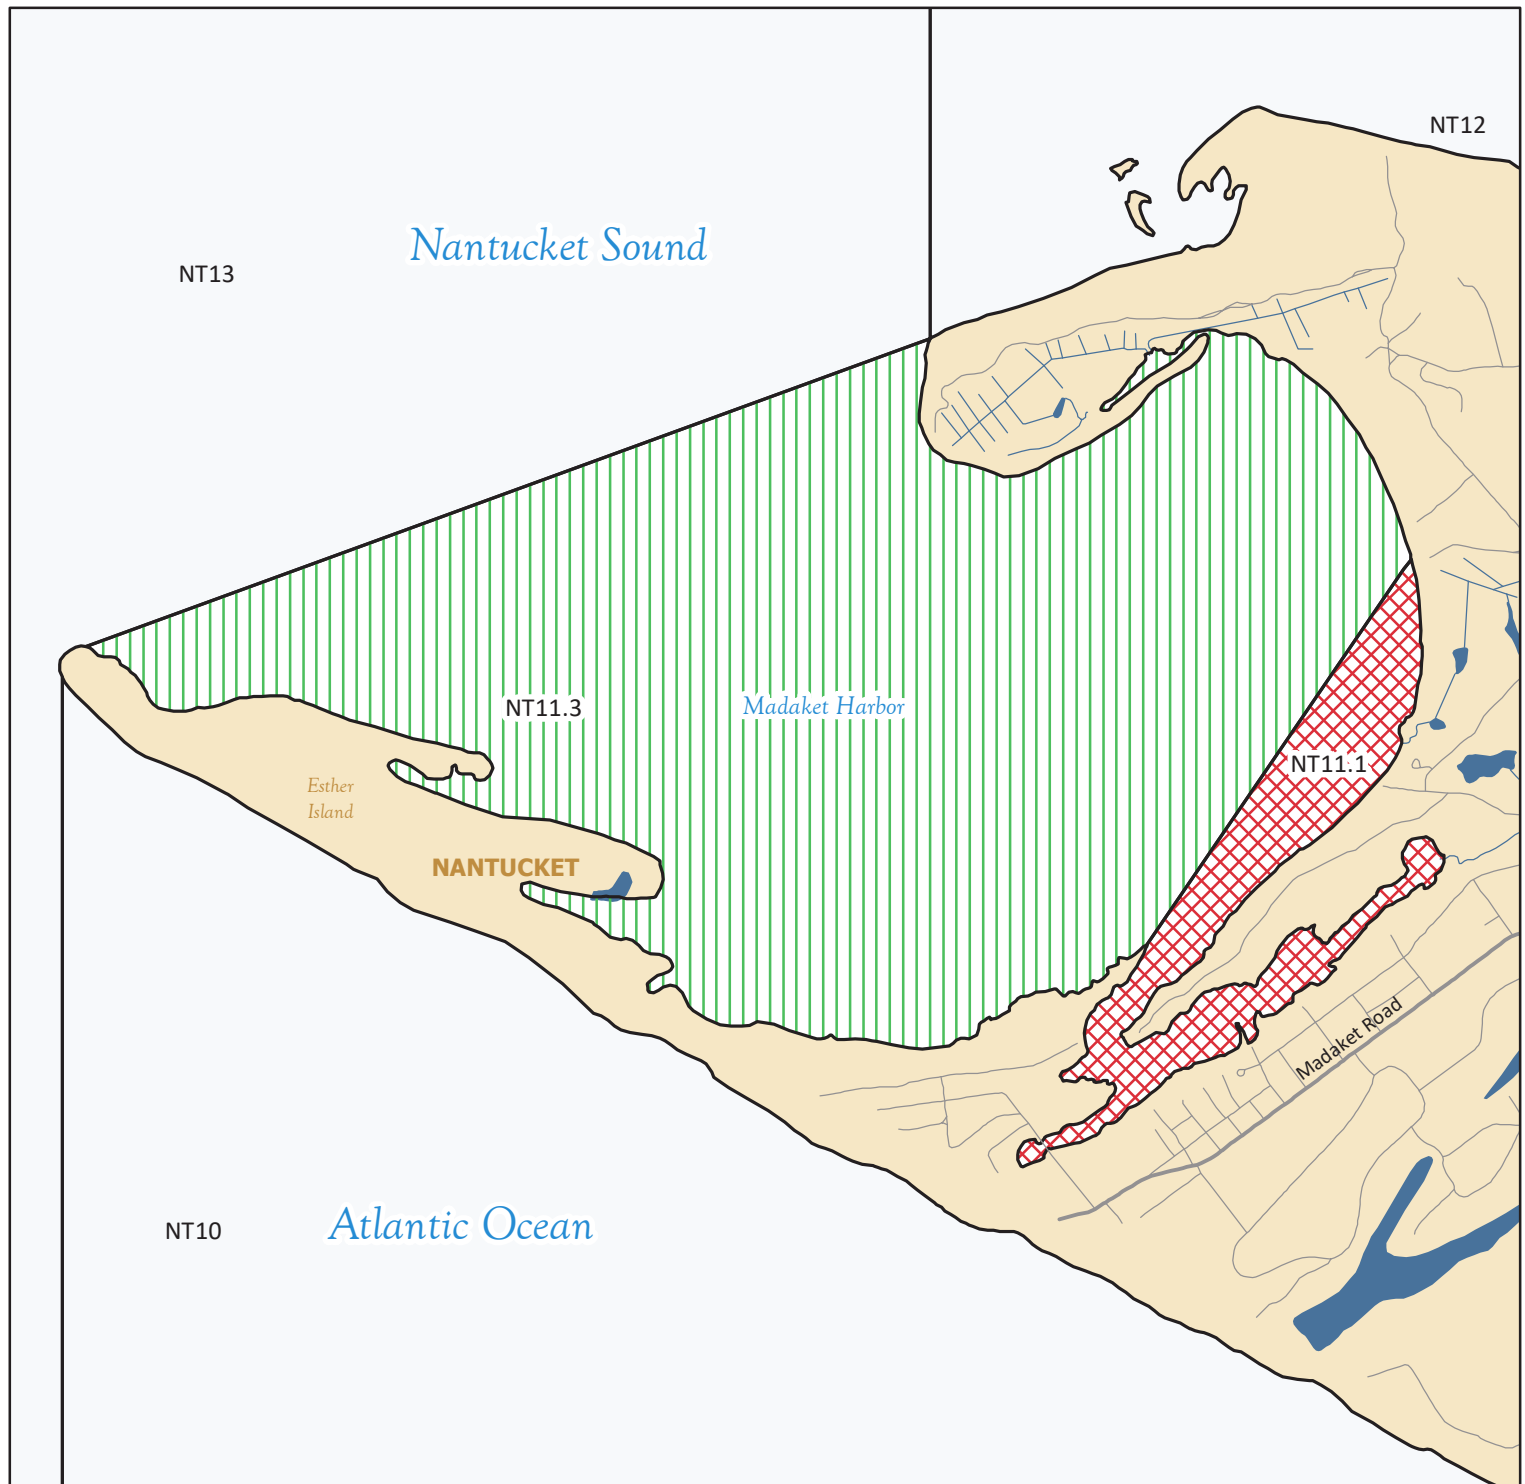 NT12
Nantucket Sound
NT13
NT11.3
Madaket Harbor
NT11.1
Esther
Island
NANTUCKET
Madaket Road
NT10
Atlantic Ocean